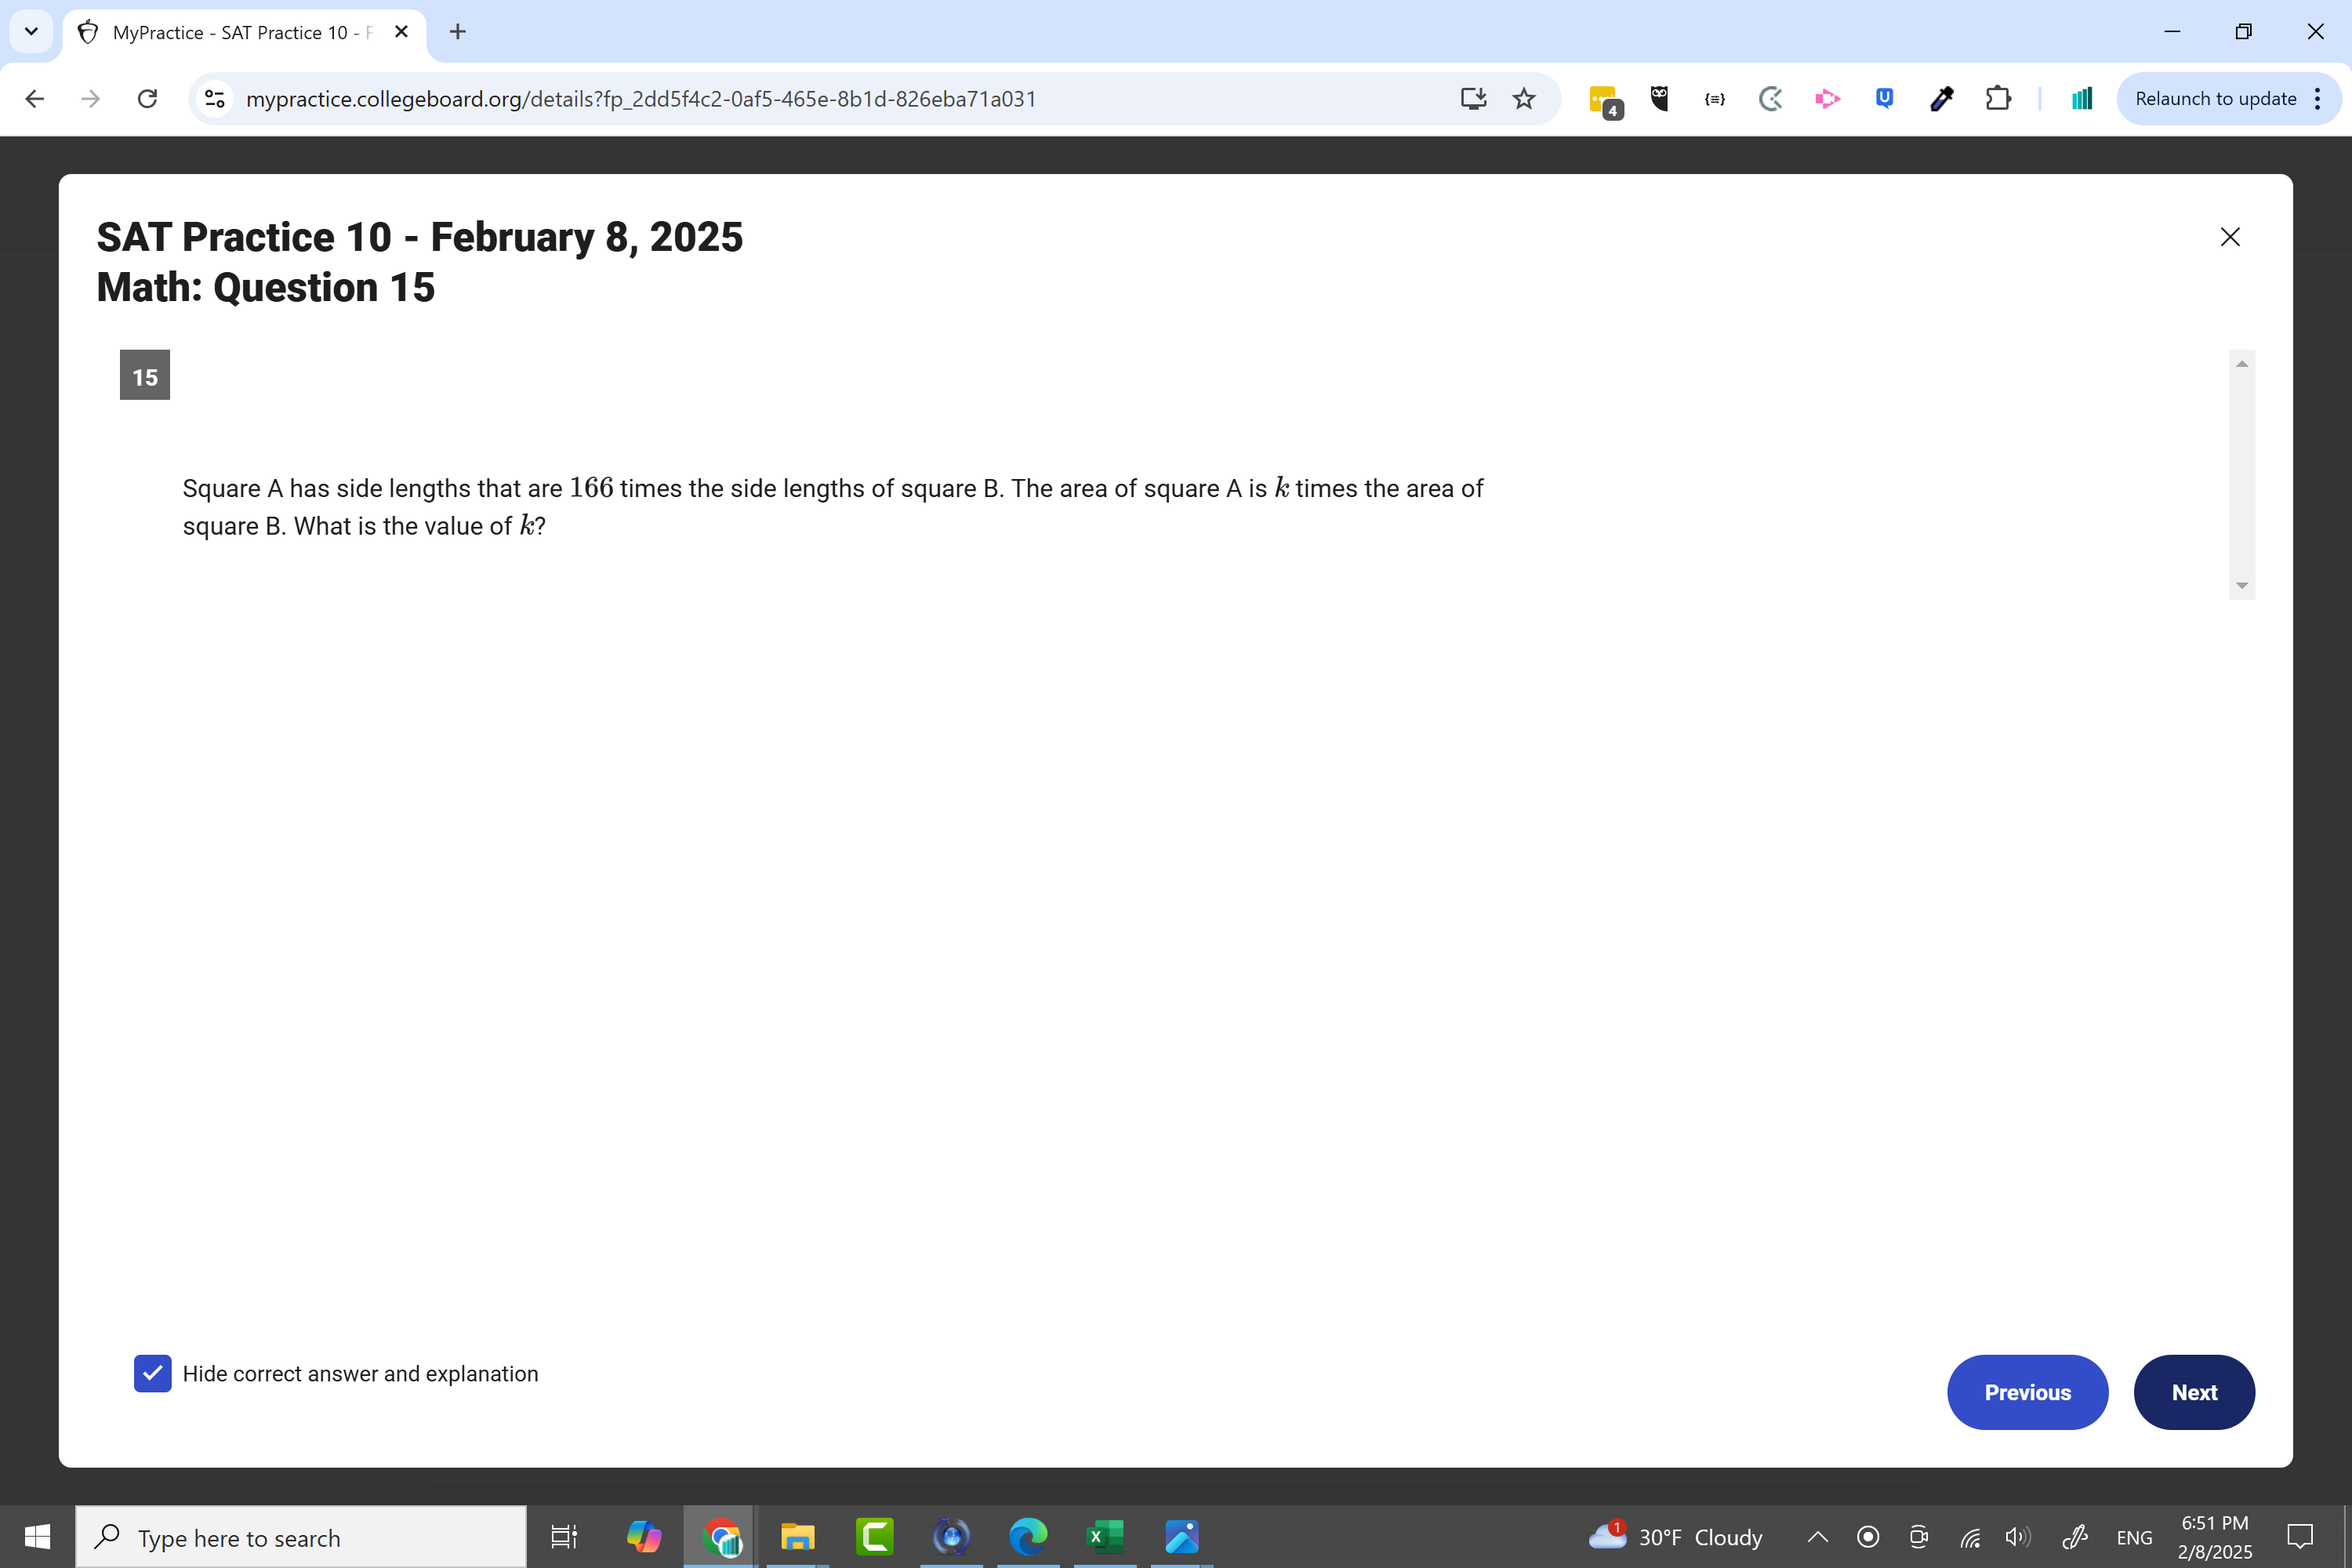 MyPractice - SAT Practice 10 - F
mypractice.collegeboard.org/details?fp_2dd5f4c2-0af5-465e-8b1d-826eba71a031
4
Relaunch to update
SAT Practice 10 - February 8, 2025
Math: Question 15
15
Square A has side lengths that are 166 times the side lengths of square B. The area of square A is k times the area of
square B. What is the value of k?
Hide correct answer and explanation
Previous
Next
Type here to search
1
30°F Cloudy
ENG
6:51 PM
2/8/2025